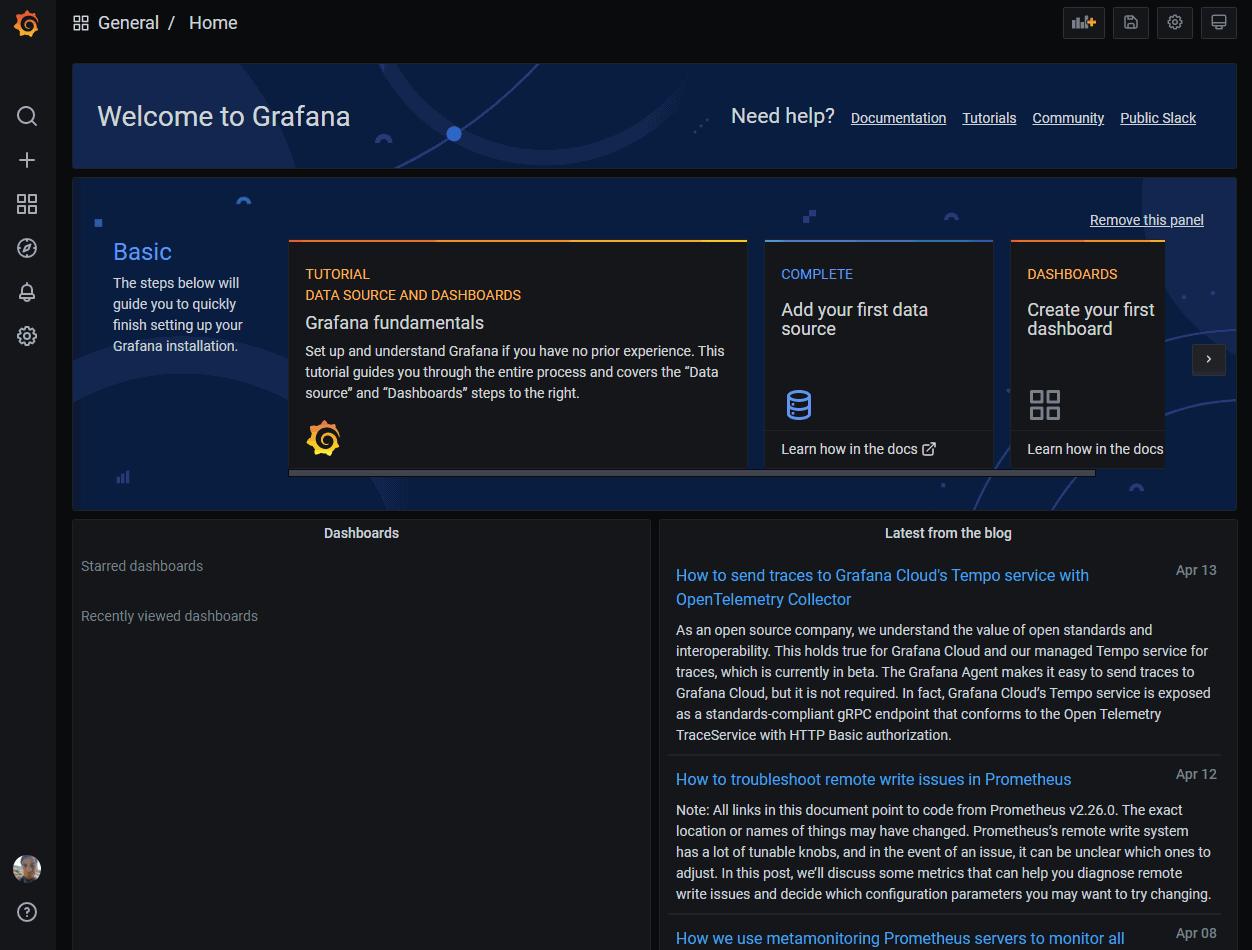 General / Home
Welcome to Grafana
Need help? Documentation Tutorials Community Public Slack
Remove this panel
Basic
The steps below will
guide you to quickly
finish setting up your
Grafana installation.
TUTORIAL
DATA SOURCE AND DASHBOARDS
Grafana fundamentals
Set up and understand Grafana if you have no prior experience. This
tutorial guides you through the entire process and covers the “Data
source” and “Dashboards” steps to the right.
COMPLETE
Add your first data
source
Learn how in the docs
DASHBOARDS
Create your first
dashboard
Learn how in the docs
Dashboards
Starred dashboards
Recently viewed dashboards
Latest from the blog
How to send traces to Grafana Cloud's Tempo service with
OpenTelemetry Collector
Apr 13
As an open source company, we understand the value of open standards and
interoperability. This holds true for Grafana Cloud and our managed Tempo service for
traces, which is currently in beta. The Grafana Agent makes it easy to send traces to
Grafana Cloud, but it is not required. In fact, Grafana Cloud’s Tempo service is exposed
as a standards-compliant gRPC endpoint that conforms to the Open Telemetry
TraceService with HTTP Basic authorization.
How to troubleshoot remote write issues in Prometheus
Apr 12
Note: All links in this document point to code from Prometheus v2.26.0. The exact
location or names of things may have changed. Prometheus’s remote write system
has a lot of tunable knobs, and in the event of an issue, it can be unclear which ones to
adjust. In this post, we’ll discuss some metrics that can help you diagnose remote
write issues and decide which configuration parameters you may want to try changing.
How we use metamonitoring Prometheus servers to monitor all
Apr 08